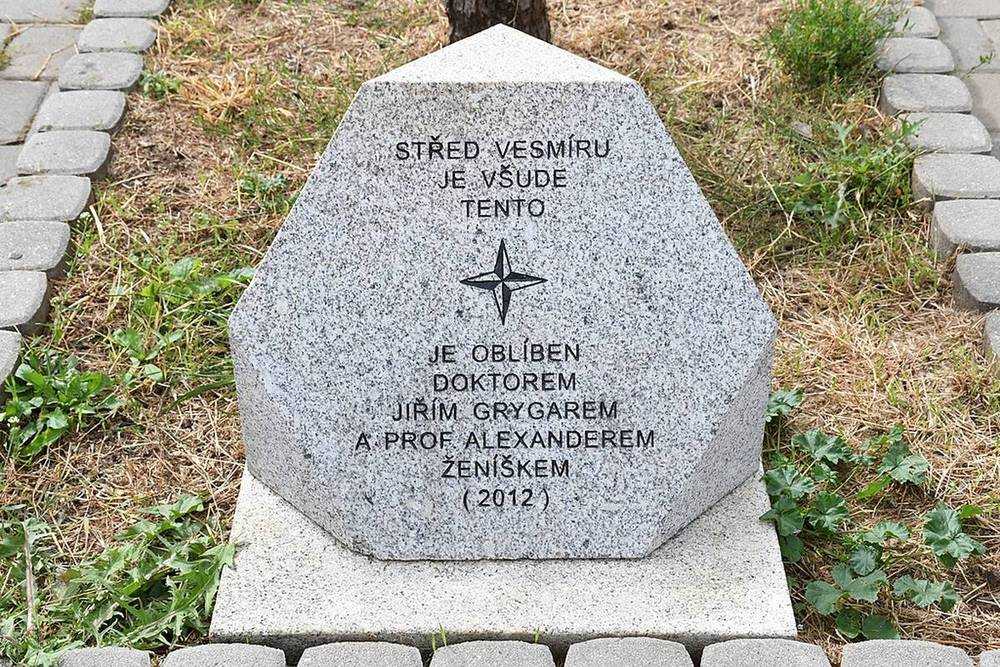 STŘED VESMÍRU
JE VŠUDE
TENTO
JE OBLÍBEN
DOKTOREM
JIŘÍM GRYGAREM
A PROF ALEXANDEREM
ŽENÍŠKEM
( 2012 )